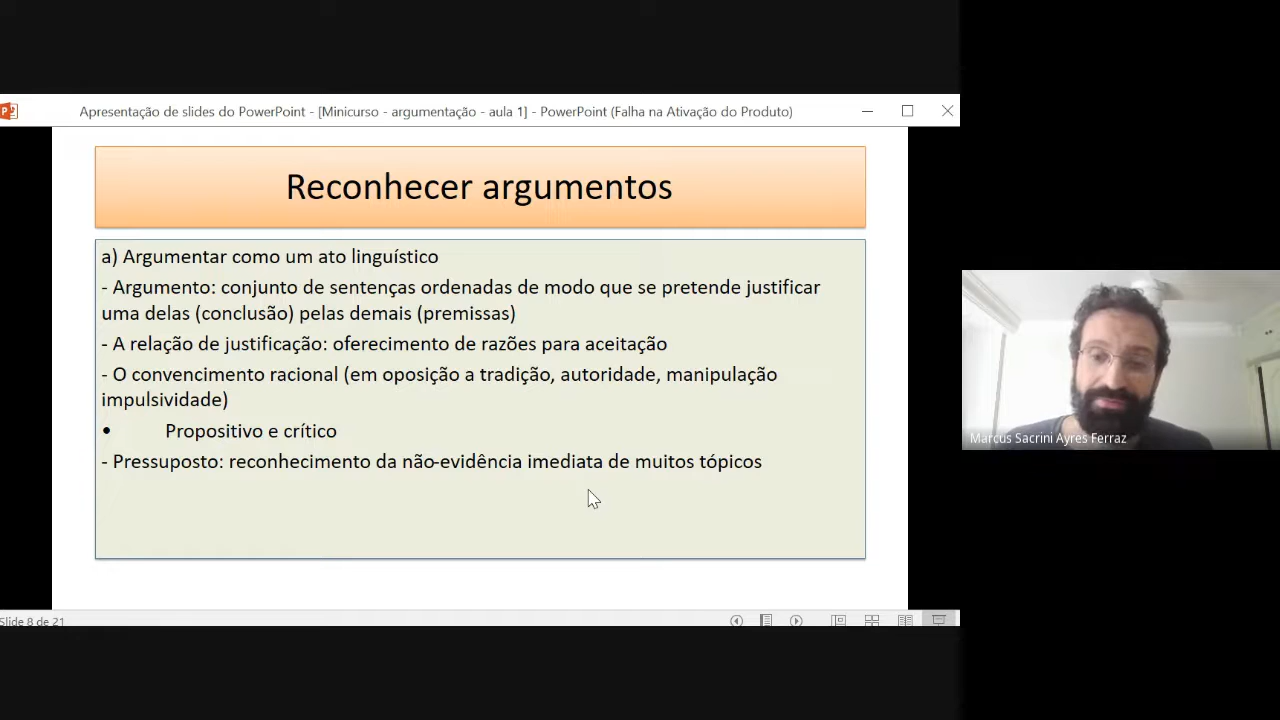 Apresentação de slides do PowerPoint - [Minicurso - argumentação - aula 1] - PowerPoint (Falha na Ativação do Produto)
Reconhecer argumentos
a) Argumentar como um ato linguístico
- Argumento: conjunto de sentenças ordenadas de modo que se pretende justificar
uma delas (conclusão) pelas demais (premissas)
- A relação de justificação: oferecimento de razões para aceitação
- O convencimento racional (em oposição a tradição, autoridade, manipulação
impulsividade)
• Propositivo e crítico
- Pressuposto: reconhecimento da não-evidência imediata de muitos tópicos
Marcus Sacrini Ayres Ferraz
Slide 8 de 21